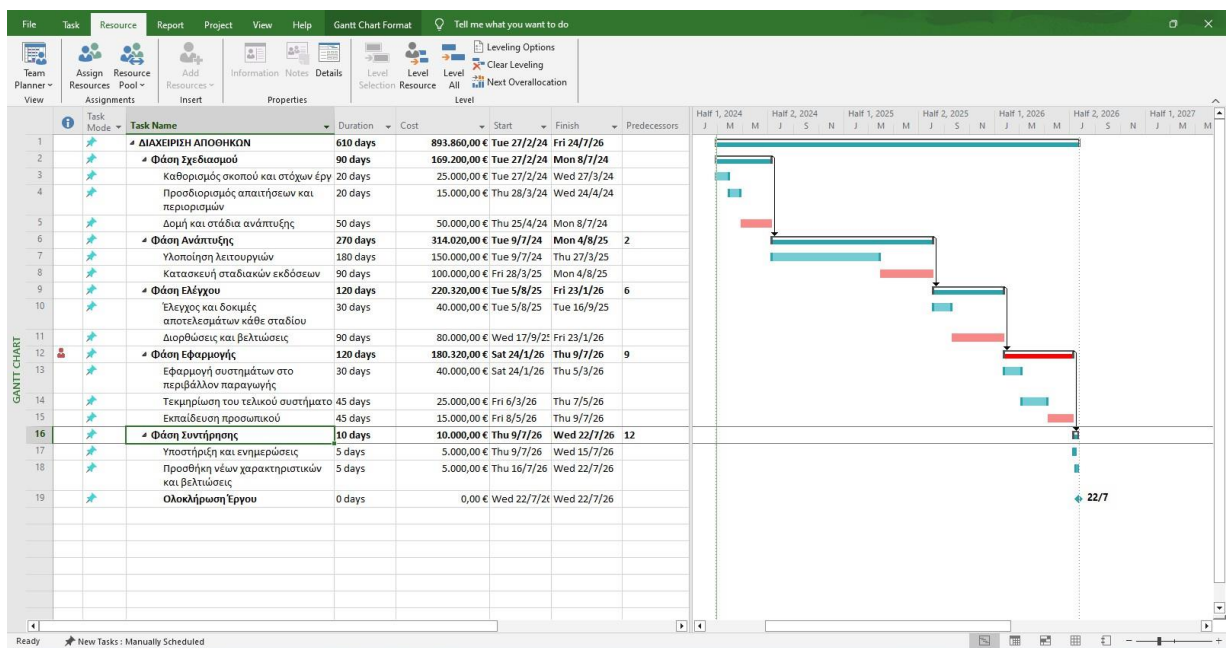 File Task Resource Report Project View Help Gantt Chart Format Tell me what you want to do
Team Planner
Assign Resources
Resource Pool
Add Resources
Information Notes Details
Level Selection
Level Resource
Level All
Leveling Options
Clear Leveling
Next Overallocation
View Assignments Insert Properties Level
Task Mode Task Name Duration Cost Start Finish Predecessors
Half 1, 2024 Half 2, 2024 Half 1, 2025 Half 2, 2025 Half 1, 2026 Half 2, 2026 Half 1, 2027
J M M J S N J M M J S N J M M J S N J M M
1 ΔΙΑΧΕΙΡΙΣΗ ΑΠΟΘΗΚΩΝ 610 days 893.860,00 € Tue 27/2/24 Fri 24/7/26
2 Φάση Σχεδιασμού 90 days 169.200,00 € Tue 27/2/24 Mon 8/7/24
3 Καθορισμός σκοπού και στόχων έργ 20 days 25.000,00 € Tue 27/2/24 Wed 27/3/24
4 Προσδιορισμός απαιτήσεων και 20 days 15.000,00 € Thu 28/3/24 Wed 24/4/24
περιορισμών
5 Δομή και στάδια ανάπτυξης 50 days 50.000,00 € Thu 25/4/24 Mon 8/7/24
6 Φάση Ανάπτυξης 270 days 314.020,00 € Tue 9/7/24 Mon 4/8/25 2
7 Υλοποίηση λειτουργιών 180 days 150.000,00 € Tue 9/7/24 Thu 27/3/25
8 Κατασκευή σταδιακών εκδόσεων 90 days 100.000,00 € Fri 28/3/25 Mon 4/8/25
9 Φάση Ελέγχου 120 days 220.320,00 € Tue 5/8/25 Fri 23/1/26 6
10 Έλεγχος και δοκιμές 30 days 40.000,00 € Tue 5/8/25 Tue 16/9/25
αποτελεσμάτων κάθε σταδίου
11 Διορθώσεις και βελτιώσεις 90 days 80.000,00 € Wed 17/9/25 Fri 23/1/26
12 Φάση Εφαρμογής 120 days 180.320,00 € Sat 24/1/26 Thu 9/7/26 9
13 Εφαρμογή συστημάτων στο 30 days 40.000,00 € Sat 24/1/26 Thu 5/3/26
περιβάλλον παραγωγής
14 Τεκμηρίωση του τελικού συστήματο 45 days 25.000,00 € Fri 6/3/26 Thu 7/5/26
15 Εκπαίδευση προσωπικού 45 days 15.000,00 € Fri 8/5/26 Thu 9/7/26
16 Φάση Συντήρησης 10 days 10.000,00 € Thu 9/7/26 Wed 22/7/26 12
17 Υποστήριξη και ενημερώσεις 5 days 5.000,00 € Thu 9/7/26 Wed 15/7/26
18 Προσθήκη νέων χαρακτηριστικών 5 days 5.000,00 € Thu 16/7/26 Wed 22/7/26
και βελτιώσεις
19 Ολοκλήρωση Έργου 0 days 0,00 € Wed 22/7/26 Wed 22/7/26 22/7
GANTT CHART
Ready New Tasks : Manually Scheduled